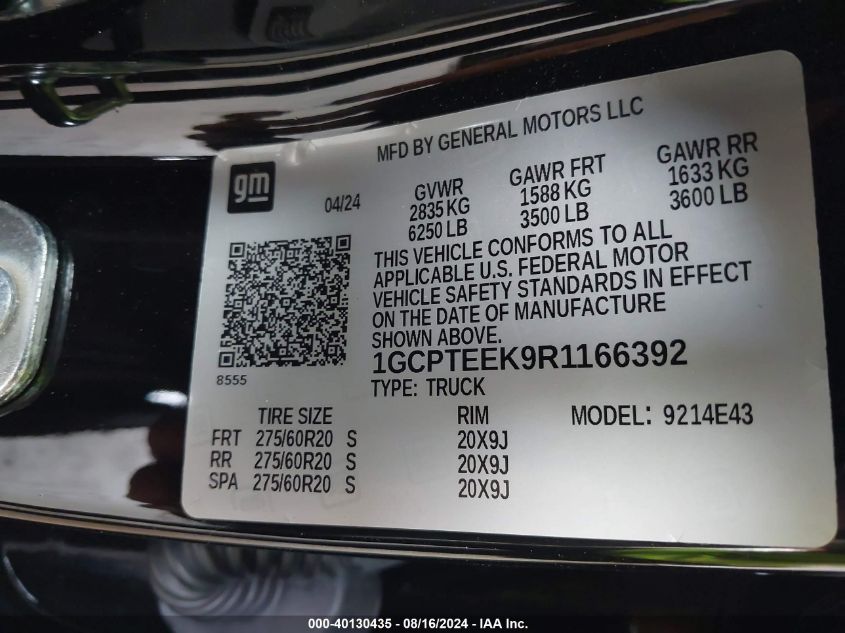 MFD BY GENERAL MOTORS LLC
gm
04/24
GVWR GAWR FRT GAWR RR
2835 KG 1588 KG 1633 KG
6250 LB 3500 LB 3600 LB
THIS VEHICLE CONFORMS TO ALL
APPLICABLE U.S. FEDERAL MOTOR
VEHICLE SAFETY STANDARDS IN EFFECT
ON THE DATE OF MANUFACTURE
SHOWN ABOVE.
8555
1GCPTEEK9R1166392
TYPE: TRUCK
TIRE SIZE RIM MODEL: 9214E43
FRT 275/60R20 S 20X9J
RR 275/60R20 S 20X9J
SPA 275/60R20 S 20X9J
000-40130435 - 08/16/2024 - IAA Inc.